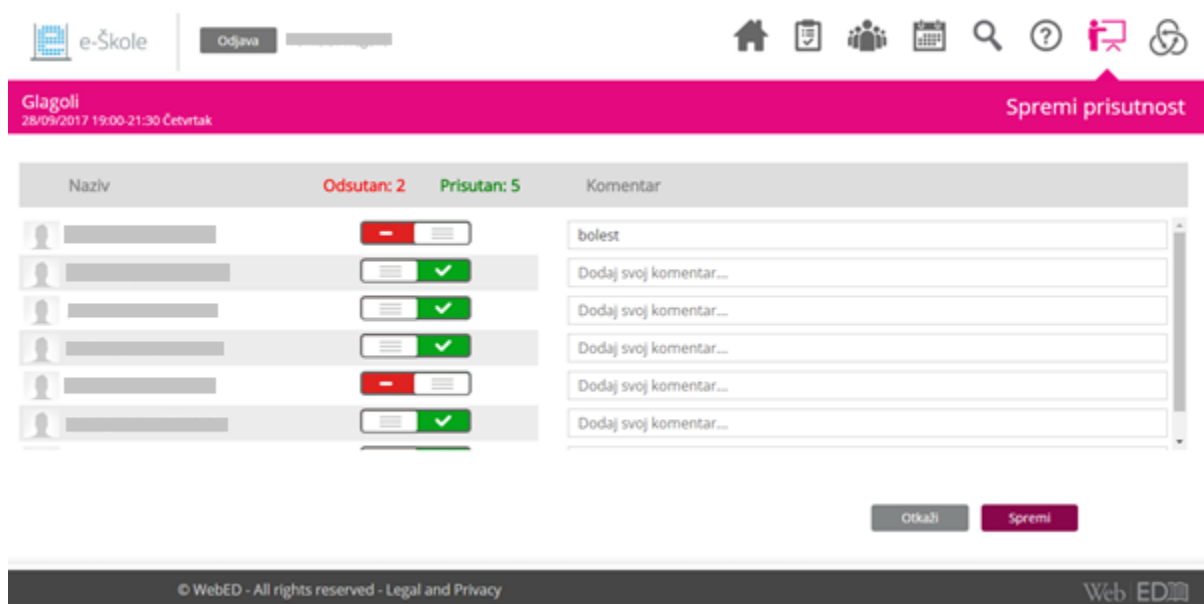 e-Škole
Odjava
Glagoli
28/09/2017 19:00-21:30 Četvrtak
Spremi prisutnost
Naziv Odsutan: 2 Prisutan: 5 Komentar
bolest
Dodaj svoj komentar...
Dodaj svoj komentar...
Dodaj svoj komentar...
Dodaj svoj komentar...
Dodaj svoj komentar...
Otkaži Spremi
© WebED - All rights reserved - Legal and Privacy
Web ED